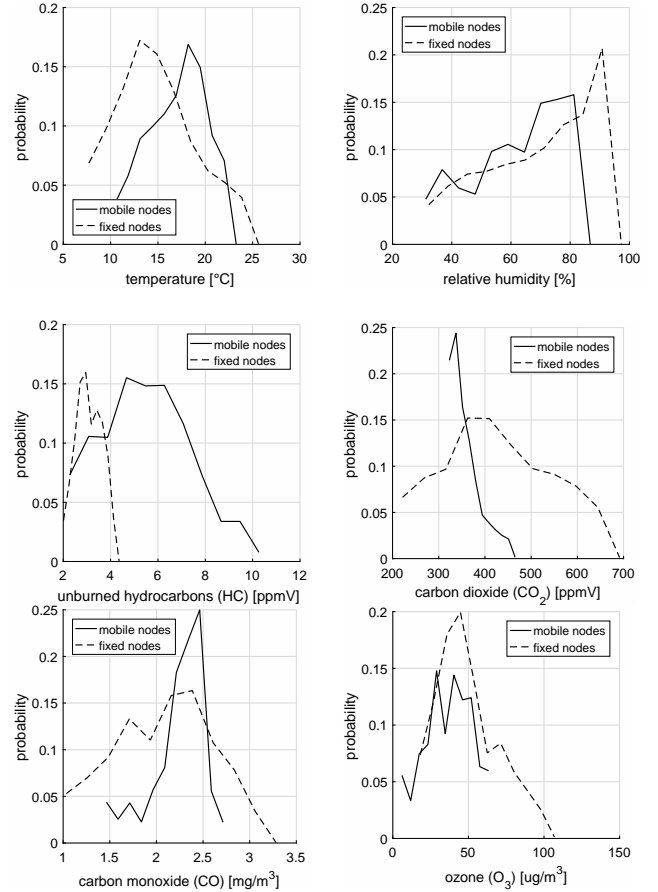 0.2
0.15
0.1
0.05
0
probability
mobile nodes
fixed nodes
5 10 15 20 25 30
temperature [°C]
0.25
0.2
0.15
0.1
0.05
0
probability
mobile nodes
fixed nodes
20 40 60 80 100
relative humidity [%]
0.2
0.15
0.1
0.05
0
probability
mobile nodes
fixed nodes
2 4 6 8 10 12
unburned hydrocarbons (HC) [ppmV]
0.25
0.2
0.15
0.1
0.05
0
probability
mobile nodes
fixed nodes
200 300 400 500 600 700
carbon dioxide (CO₂) [ppmV]
0.25
0.2
0.15
0.1
0.05
0
probability
mobile nodes
fixed nodes
1 1.5 2 2.5 3 3.5
carbon monoxide (CO) [mg/m³]
0.2
0.15
0.1
0.05
0
probability
mobile nodes
fixed nodes
0 50 100 150
ozone (O₃) [ug/m³]